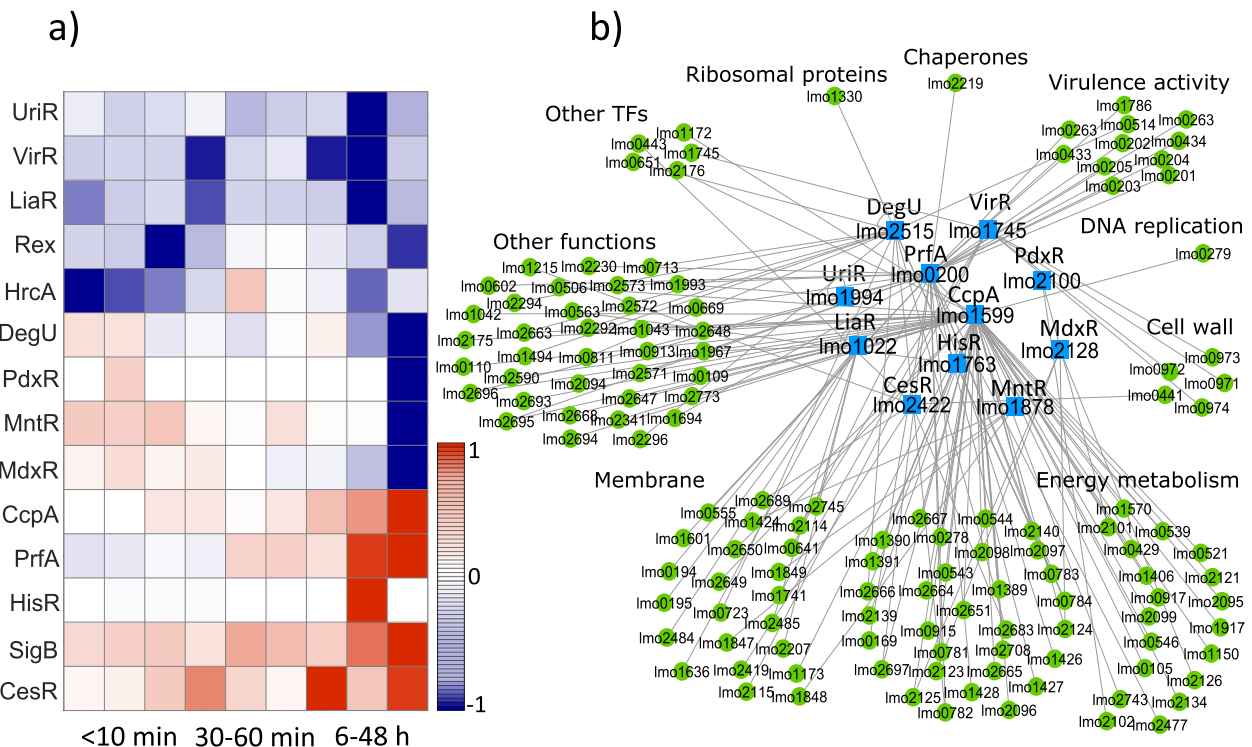 a)
UriR
VirR
LiaR
Rex
HrcA
DegU
PdxR
MntR
MdxR
CcpA
PrfA
HisR
SigB
CesR
1
0
-1
<10 min 30-60 min 6-48 h
b)
Chaperones
lmo2219
Ribosomal proteins
lmo1330
Virulence activity
lmo1786
lmo0263 lmo0514 lmo0263
lmo0202 lmo0434
lmo0433 lmo0205 lmo0204
lmo0203 lmo0201
Other TFs
lmo1172
lmo0443
lmo1745
lmo0651
lmo2176
DegU
lmo2515
VirR
lmo1745
PrfA
lmo0200
PdxR
lmo2100
UriR
lmo1994
CcpA
lmo1599
LiaR
lmo1022
HisR
lmo1763
MdxR
lmo2128
CesR
lmo2422
MntR
lmo1878
DNA replication
lmo0279
Cell wall
lmo0973
lmo0972
lmo0971
lmo0441
lmo0974
Other functions
lmo1215 lmo2230 lmo0713
lmo0602 lmo0506 lmo2573 lmo1993
lmo2294 lmo0563 lmo2572 lmo0669
lmo1042 lmo2663 lmo2292 lmo1043 lmo2648
lmo2175 lmo1494 lmo0811 lmo0913 lmo1967
lmo0110 lmo2590 lmo2094 lmo2571 lmo0109
lmo2696 lmo2693 lmo2647 lmo2773
lmo2695 lmo2668 lmo2341 lmo1694
lmo2694 lmo2296
Membrane
lmo2689
lmo0555 lmo1424 lmo2745
lmo2114
lmo1601 lmo2650 lmo0641
lmo0194 lmo2649 lmo1849
lmo0195 lmo0723 lmo1741
lmo2485
lmo2484 lmo1847 lmo2207
lmo1636 lmo2419 lmo1173
lmo2115 lmo1848
Energy metabolism
lmo2667 lmo0544 lmo2140 lmo1570
lmo1390 lmo0278 lmo2101 lmo0539
lmo1391 lmo2098 lmo2097 lmo0429 lmo0521
lmo0543 lmo0783 lmo1406 lmo2121
lmo2666 lmo2664 lmo1389 lmo0784 lmo0917 lmo2095
lmo2139 lmo2651 lmo2099
lmo0169 lmo0915 lmo2683 lmo2124 lmo0546 lmo1917
lmo0781 lmo2708 lmo1426 lmo1150
lmo2697 lmo2123 lmo2665 lmo0105 lmo2126
lmo2125 lmo1428 lmo1427 lmo2743 lmo2134
lmo0782 lmo2096 lmo2102 lmo2477